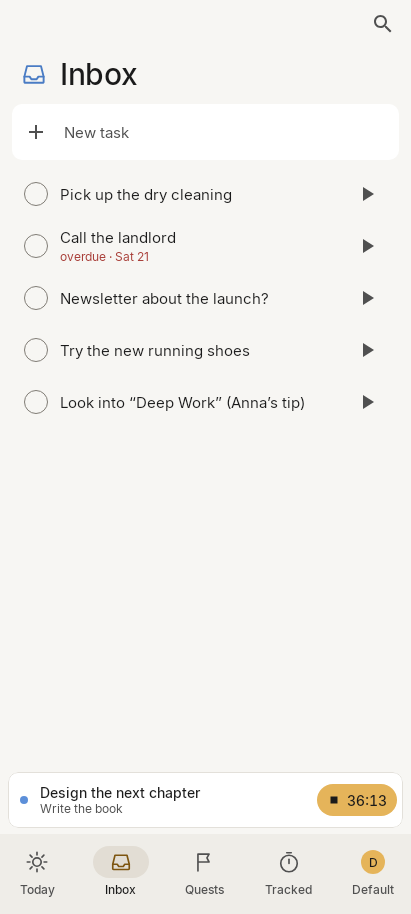 Inbox
New task
Pick up the dry cleaning
Call the landlord
overdue · Sat 21
Newsletter about the launch?
Try the new running shoes
Look into “Deep Work” (Anna’s tip)
Design the next chapter
Write the book
36:13
D
Today
Inbox
Quests
Tracked
Default